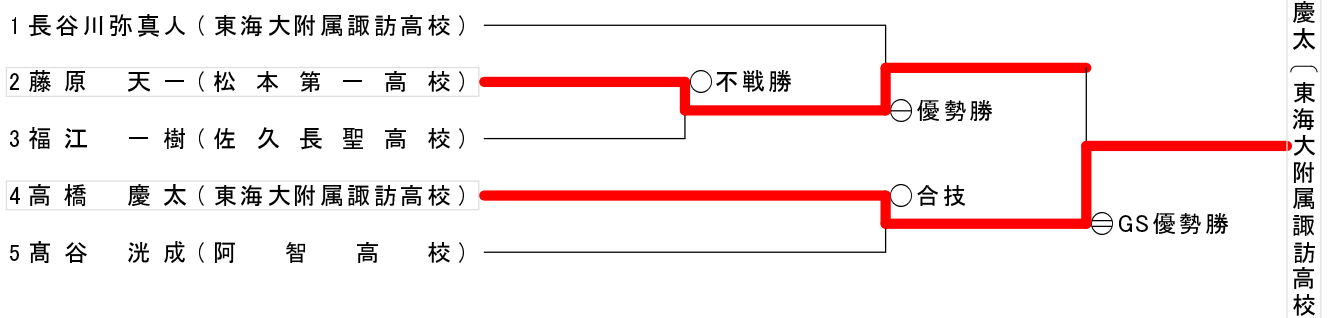 1 長谷川弥真人（東海大附属諏訪高校）
2 藤原 天一（松本第一高校）
〇不戦勝
3 福江 一樹（佐久長聖高校）
優勢勝
4 高橋 慶太（東海大附属諏訪高校）
〇合技
5 髙谷 洸成（阿智高校）
GS優勢勝
慶太（東海大附属諏訪高校